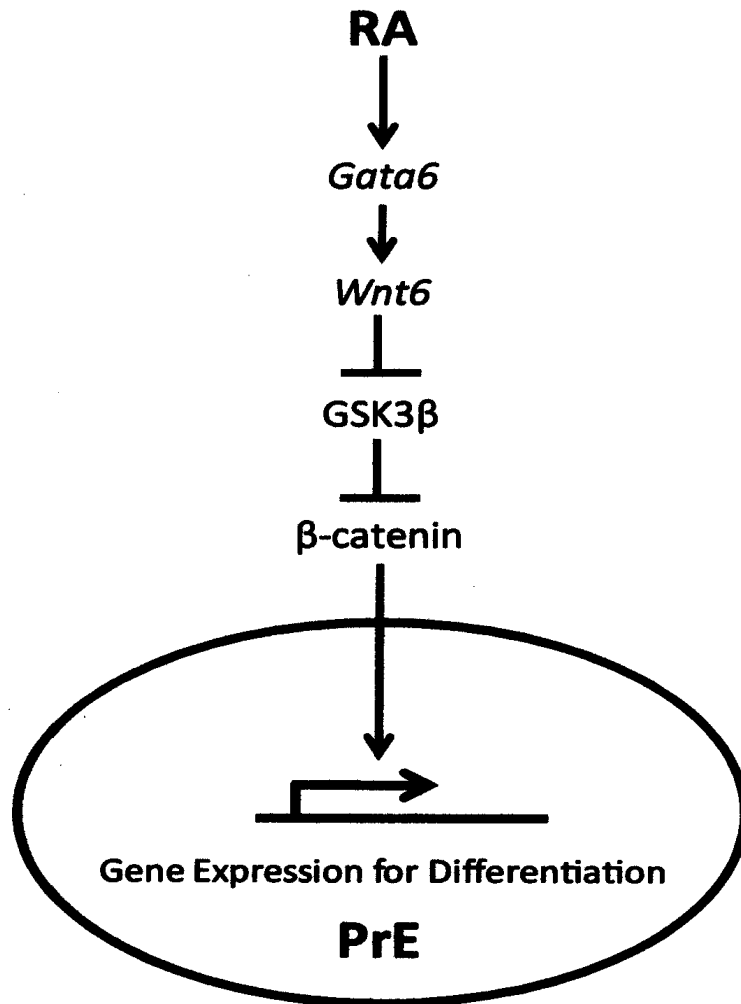 RA
Gata6
Wnt6
GSK3β
β-catenin
Gene Expression for Differentiation
PrE